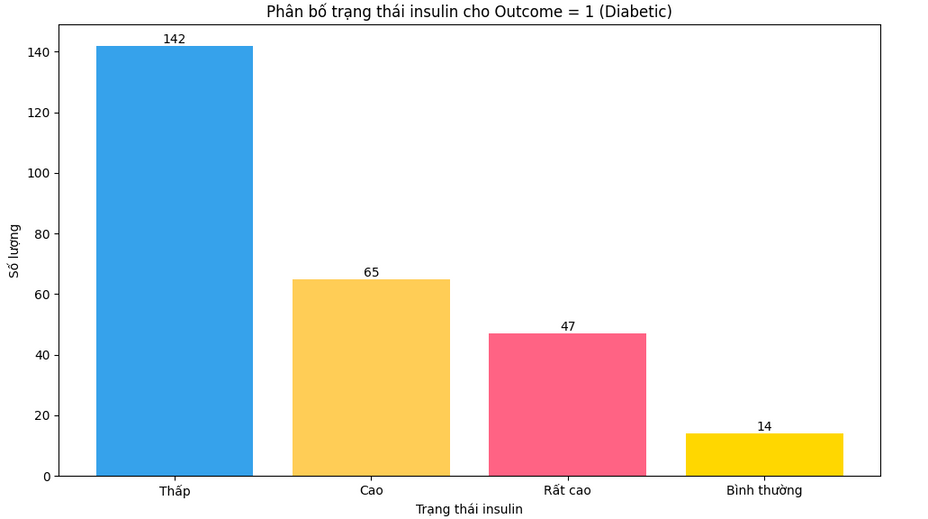 Phân bố trạng thái insulin cho Outcome = 1 (Diabetic)
142
65
47
14
140
120
100
80
60
40
20
0
Số lượng
Thấp
Cao
Rất cao
Bình thường
Trạng thái insulin